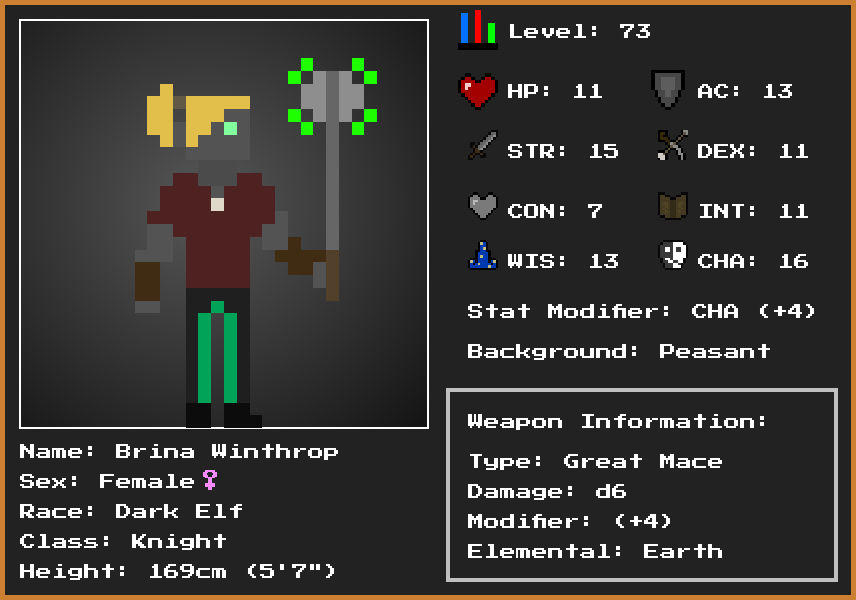 Level: 73
HP: 11 AC: 13
STR: 15 DEX: 11
CON: 7 INT: 11
WIS: 13 CHA: 16
Stat Modifier: CHA (+4)
Background: Peasant
Weapon Information:
Type: Great Mace
Damage: d6
Modifier: (+4)
Elemental: Earth
Name: Brina Winthrop
Sex: Female♀
Race: Dark Elf
Class: Knight
Height: 169cm (5'7")